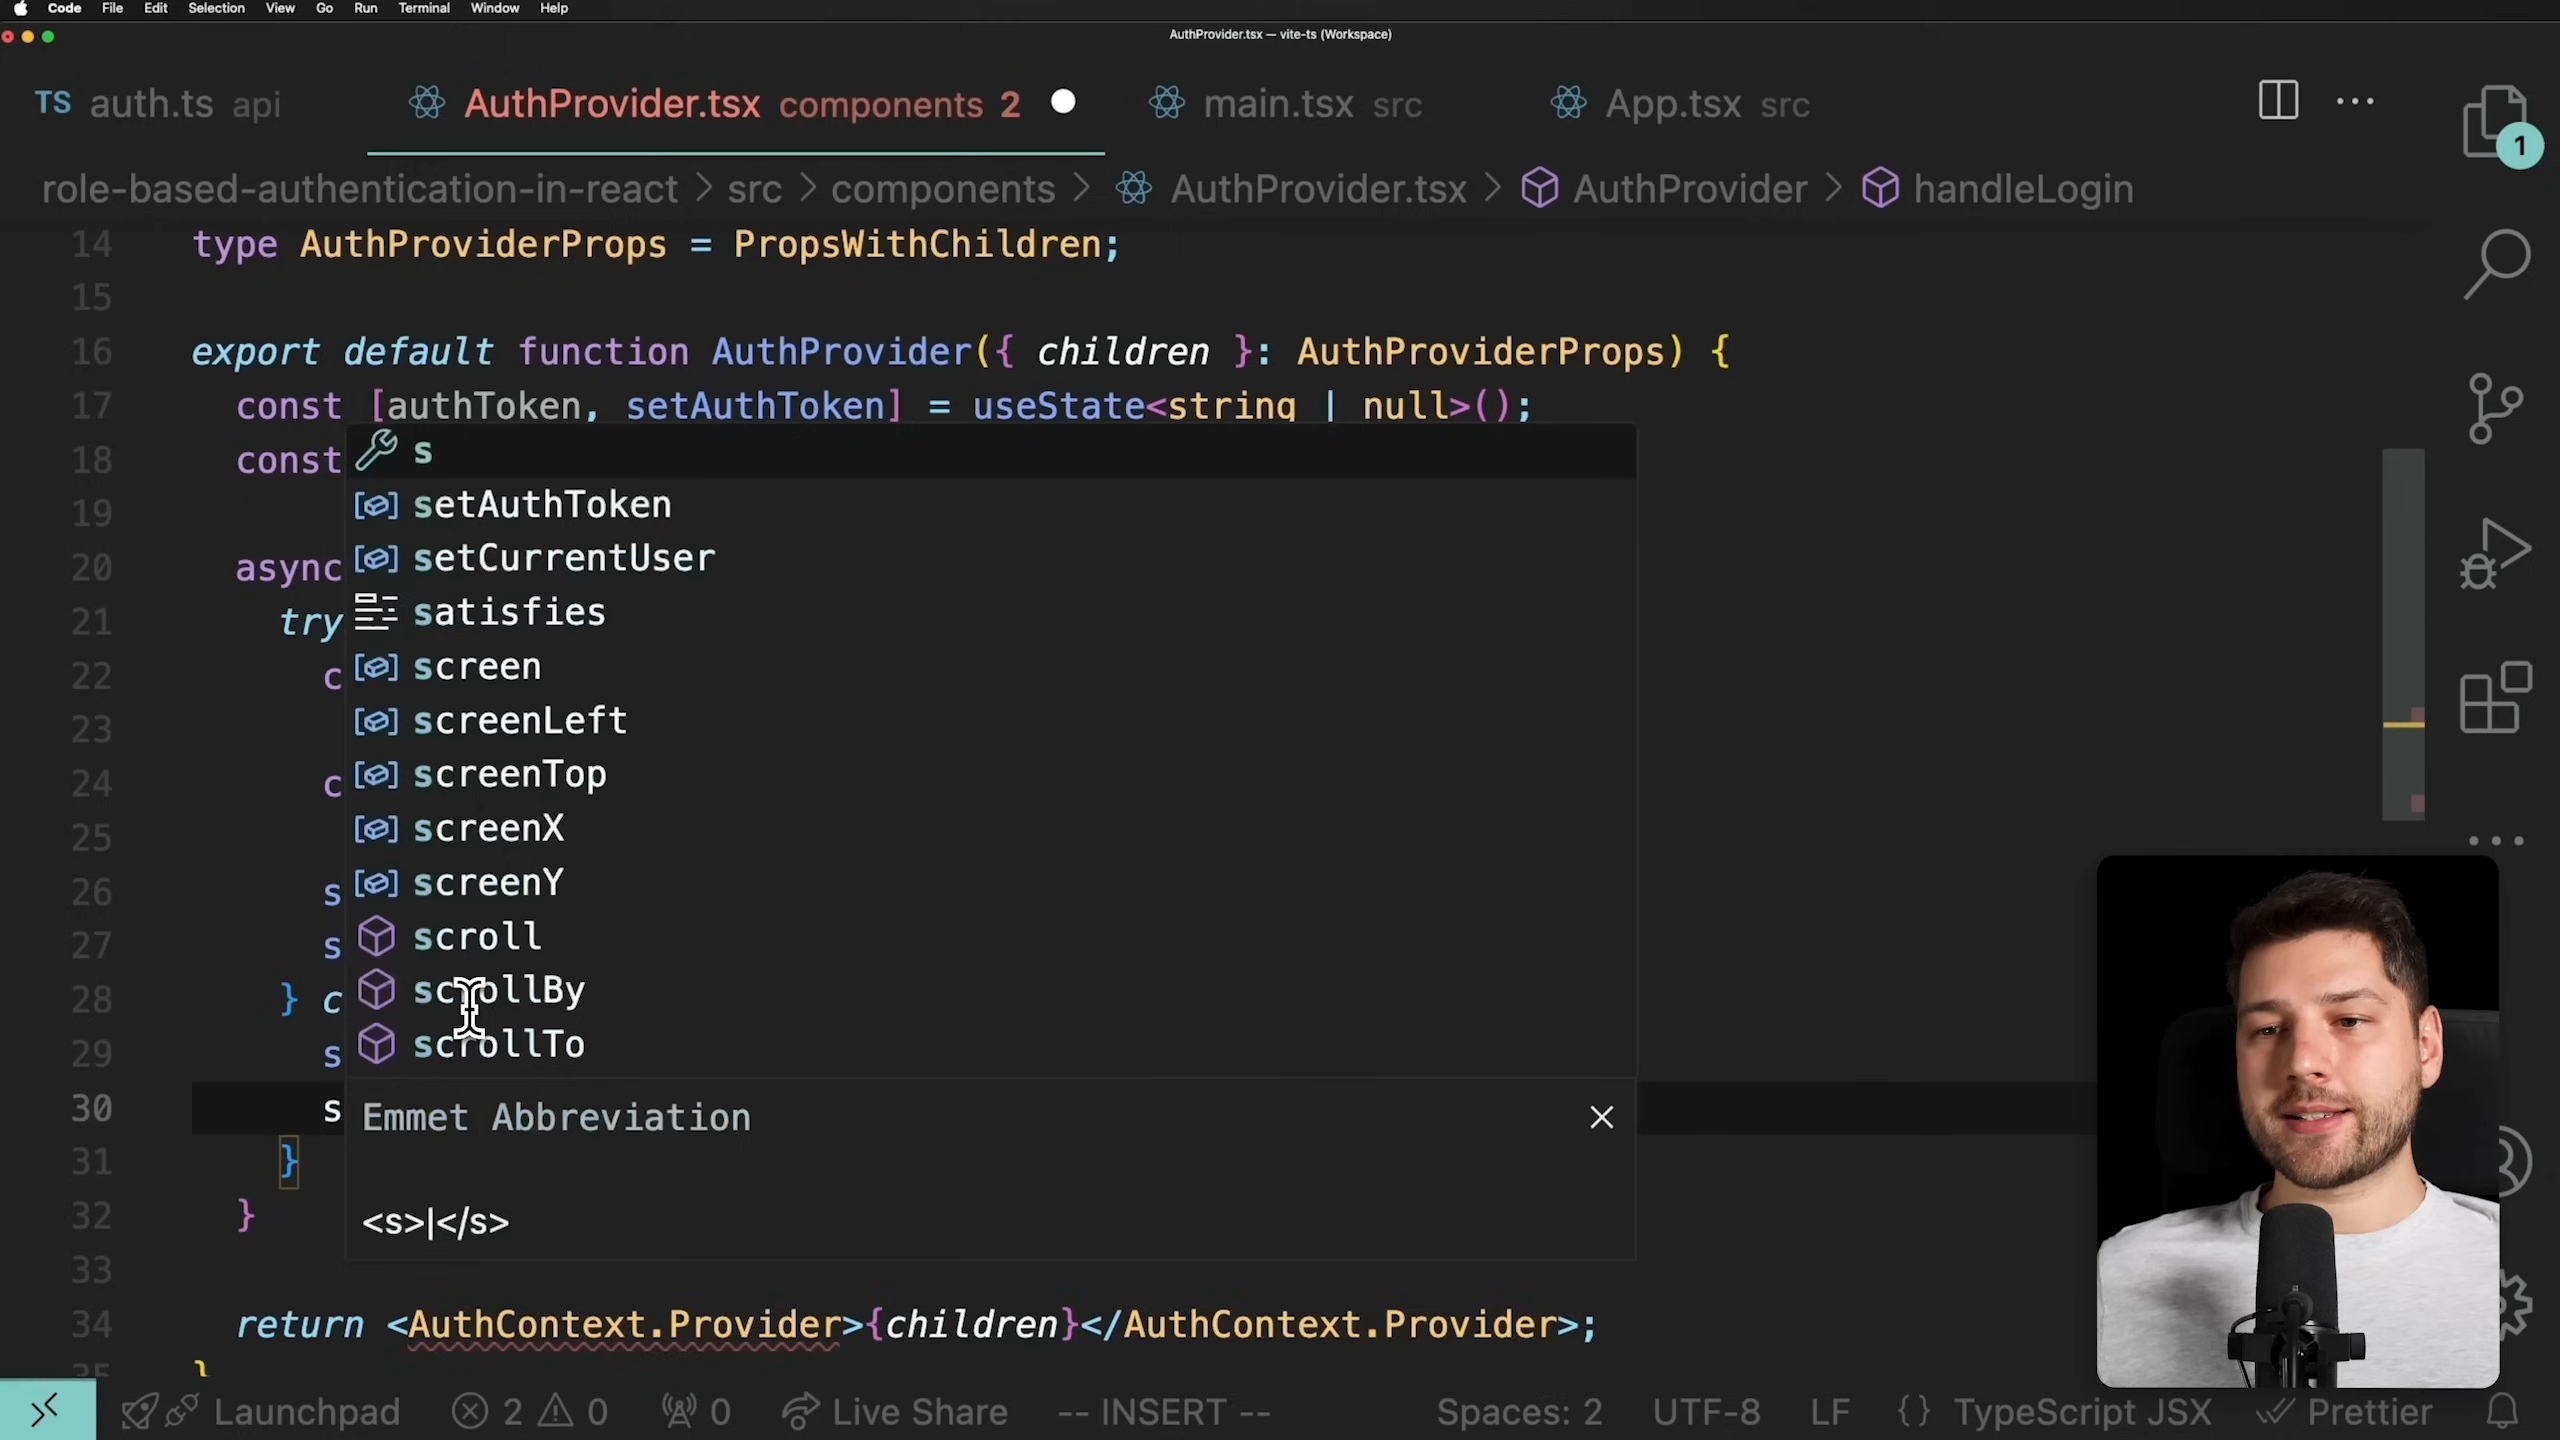 Code File Edit Selection View Go Run Terminal Window Help
AuthProvider.tsx — vite-ts (Workspace)
TS auth.ts api AuthProvider.tsx components 2 main.tsx src App.tsx src
1
role-based-authentication-in-react > src > components > AuthProvider.tsx > AuthProvider > handleLogin
14 type AuthProviderProps = PropsWithChildren;
15
16 export default function AuthProvider({ children }: AuthProviderProps) {
17 const [authToken, setAuthToken] = useState<string | null>();
18 const
s
19
setAuthToken
20 async
setCurrentUser
21 try
satisfies
22 c
screen
23
screenLeft
24 c
screenTop
25
screenX
26 s
screenY
27 s
scroll
28 } c
scrollBy
29 s
scrollTo
30 s
Emmet Abbreviation
31 }
32 }
<s>|</s>
33
34 return <AuthContext.Provider>{children}</AuthContext.Provider>;
35 }
Launchpad 2 0 0 Live Share -- INSERT -- Spaces: 2 UTF-8 LF {} TypeScript JSX Prettier